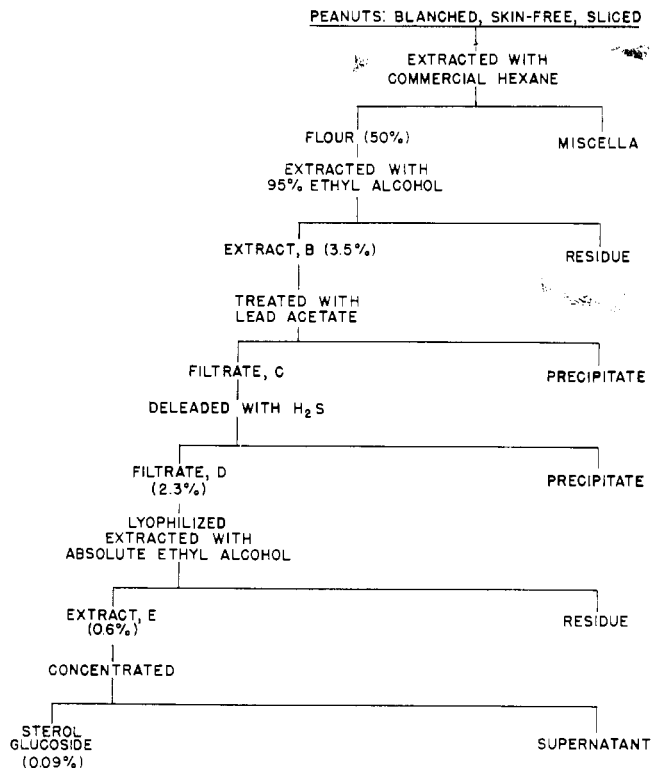 PEANUTS: BLANCHED, SKIN-FREE, SLICED
EXTRACTED WITH
COMMERCIAL HEXANE
FLOUR (50%)
MISCELLA
EXTRACTED WITH
95% ETHYL ALCOHOL
EXTRACT, B (3.5%)
RESIDUE
TREATED WITH
LEAD ACETATE
FILTRATE, C
PRECIPITATE
DELEADED WITH H₂S
FILTRATE, D
(2.3%)
PRECIPITATE
LYOPHILIZED
EXTRACTED WITH
ABSOLUTE ETHYL ALCOHOL
EXTRACT, E
(0.6%)
RESIDUE
CONCENTRATED
STEROL
GLUCOSIDE
(0.09%)
SUPERNATANT